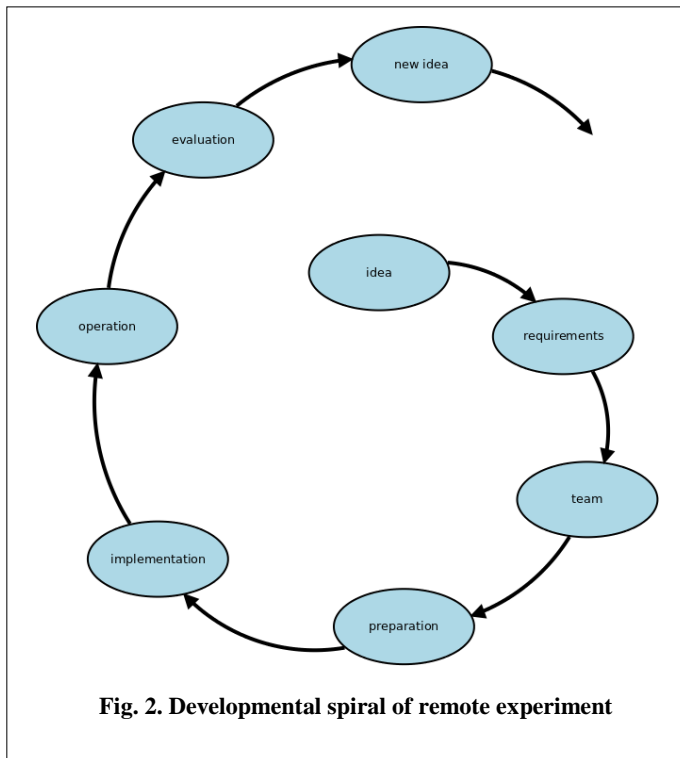 new idea
evaluation
idea
operation
requirements
team
implementation
preparation
Fig. 2. Developmental spiral of remote experiment